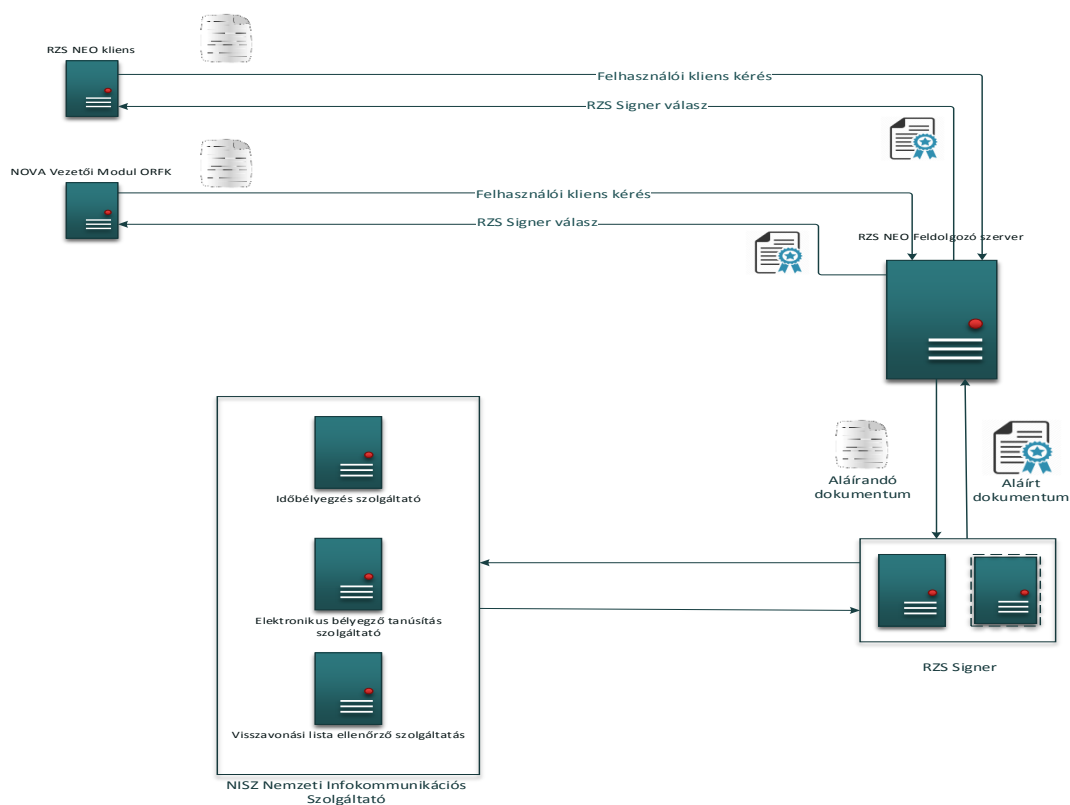 RZS NEO kliens
Felhasználói kliens kérés
RZS Signer válasz
NOVA Vezetői Modul ORFK
Felhasználói kliens kérés
RZS Signer válasz
RZS NEO Feldolgozó szerver
Aláírandó
dokumentum
Aláírt
dokumentum
Időbélyegzés szolgáltató
Elektronikus bélyegző tanúsítás
szolgáltató
Visszavonási lista ellenőrző szolgáltatás
RZS Signer
NISZ Nemzeti Infokommunikációs
Szolgáltató